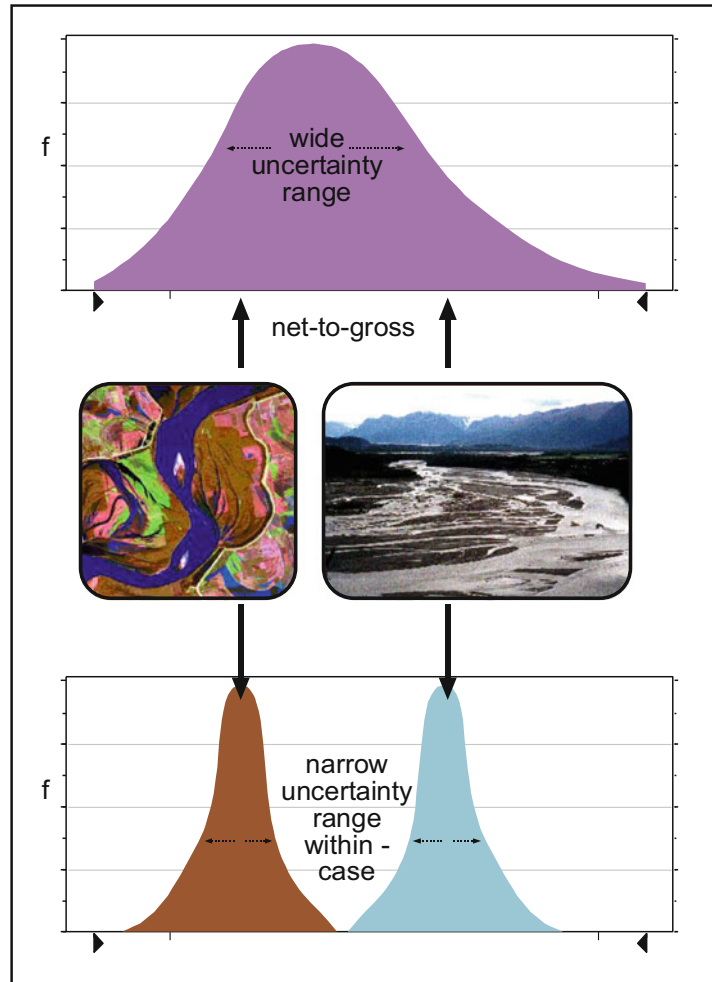 f
wide
uncertainty
range
net-to-gross
f
narrow
uncertainty
range
within -
case